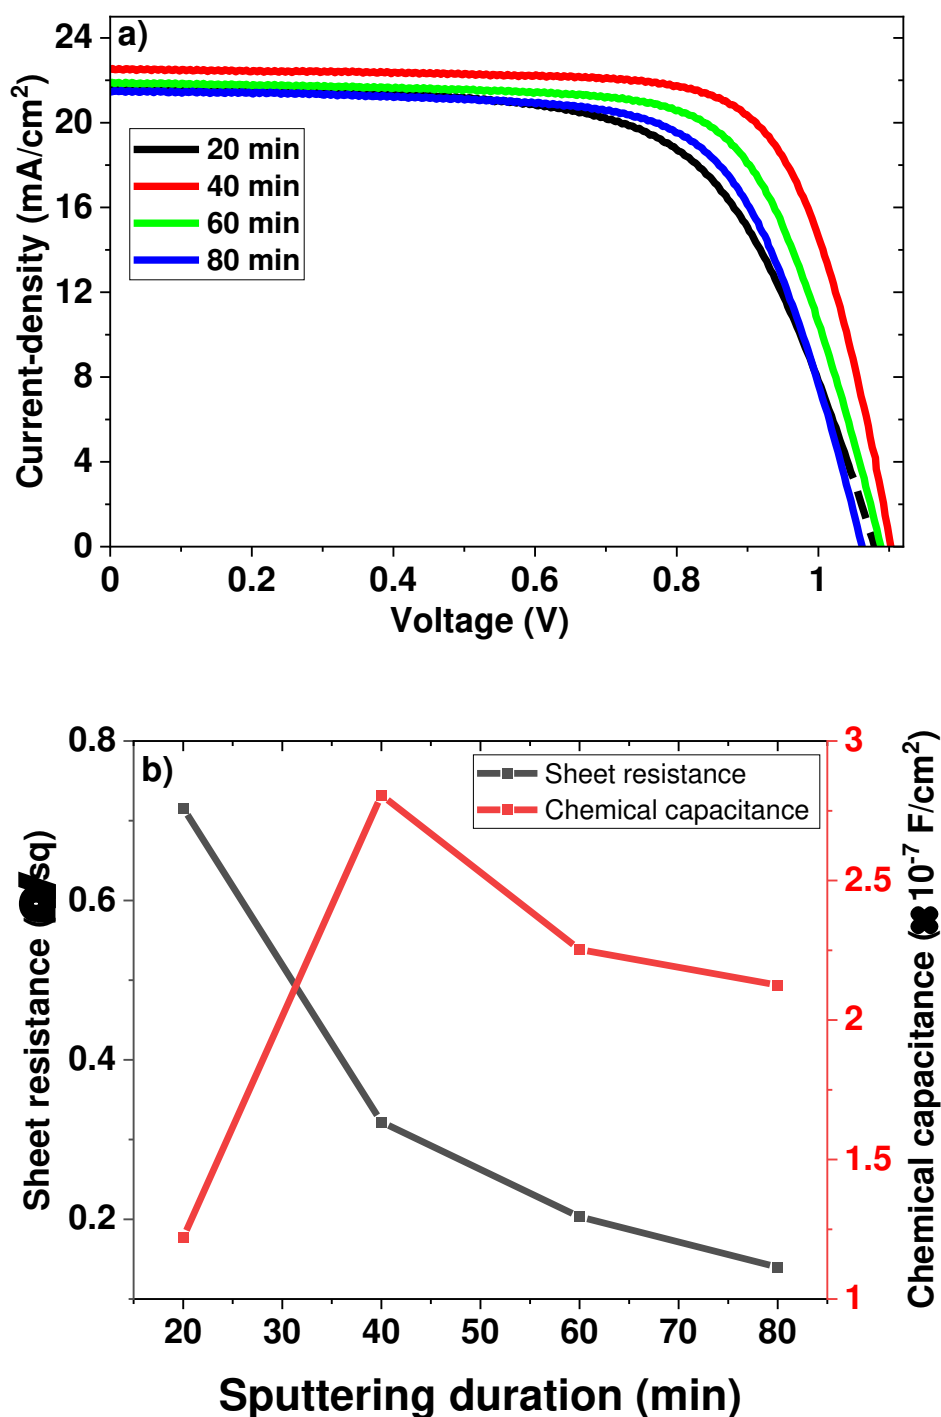 a)
24
20
16
12
8
4
0
Current-density (mA/cm²)
20 min
40 min
60 min
80 min
0
0.2
0.4
0.6
0.8
1
Voltage (V)
b)
0.8
0.6
0.4
0.2
Sheet resistance (/sq)
Sheet resistance
Chemical capacitance
3
2.5
2
1.5
1
Chemical capacitance (10⁻⁷ F/cm²)
20
30
40
50
60
70
80
Sputtering duration (min)